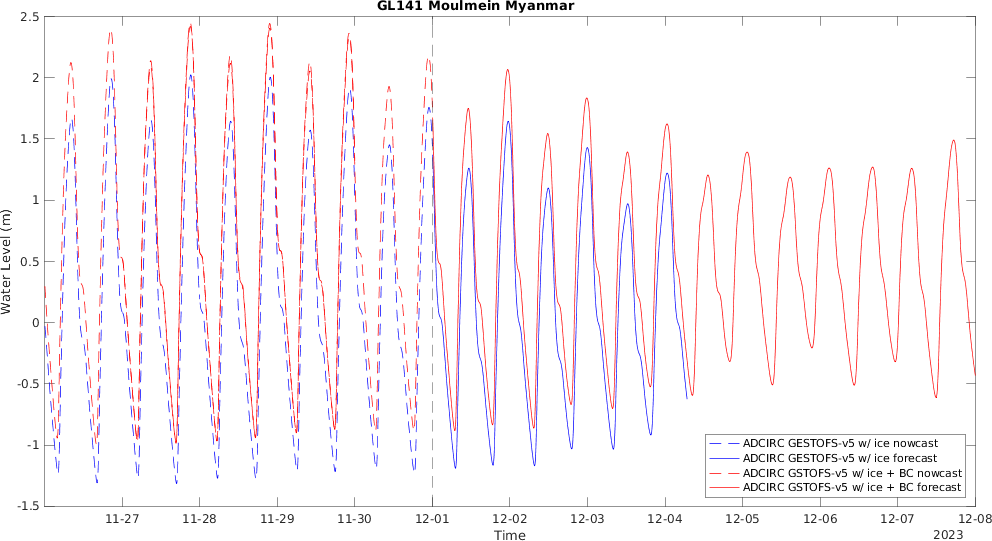 GL141 Moulmein Myanmar
2.5
2
1.5
1
0.5
0
-0.5
-1
-1.5
Water Level (m)
11-27 11-28 11-29 11-30 12-01 12-02 12-03 12-04 12-05 12-06 12-07 12-08
Time
2023
ADCIRC GESTOFS-v5 w/ ice nowcast
ADCIRC GESTOFS-v5 w/ ice forecast
ADCIRC GSTOFS-v5 w/ ice + BC nowcast
ADCIRC GSTOFS-v5 w/ ice + BC forecast